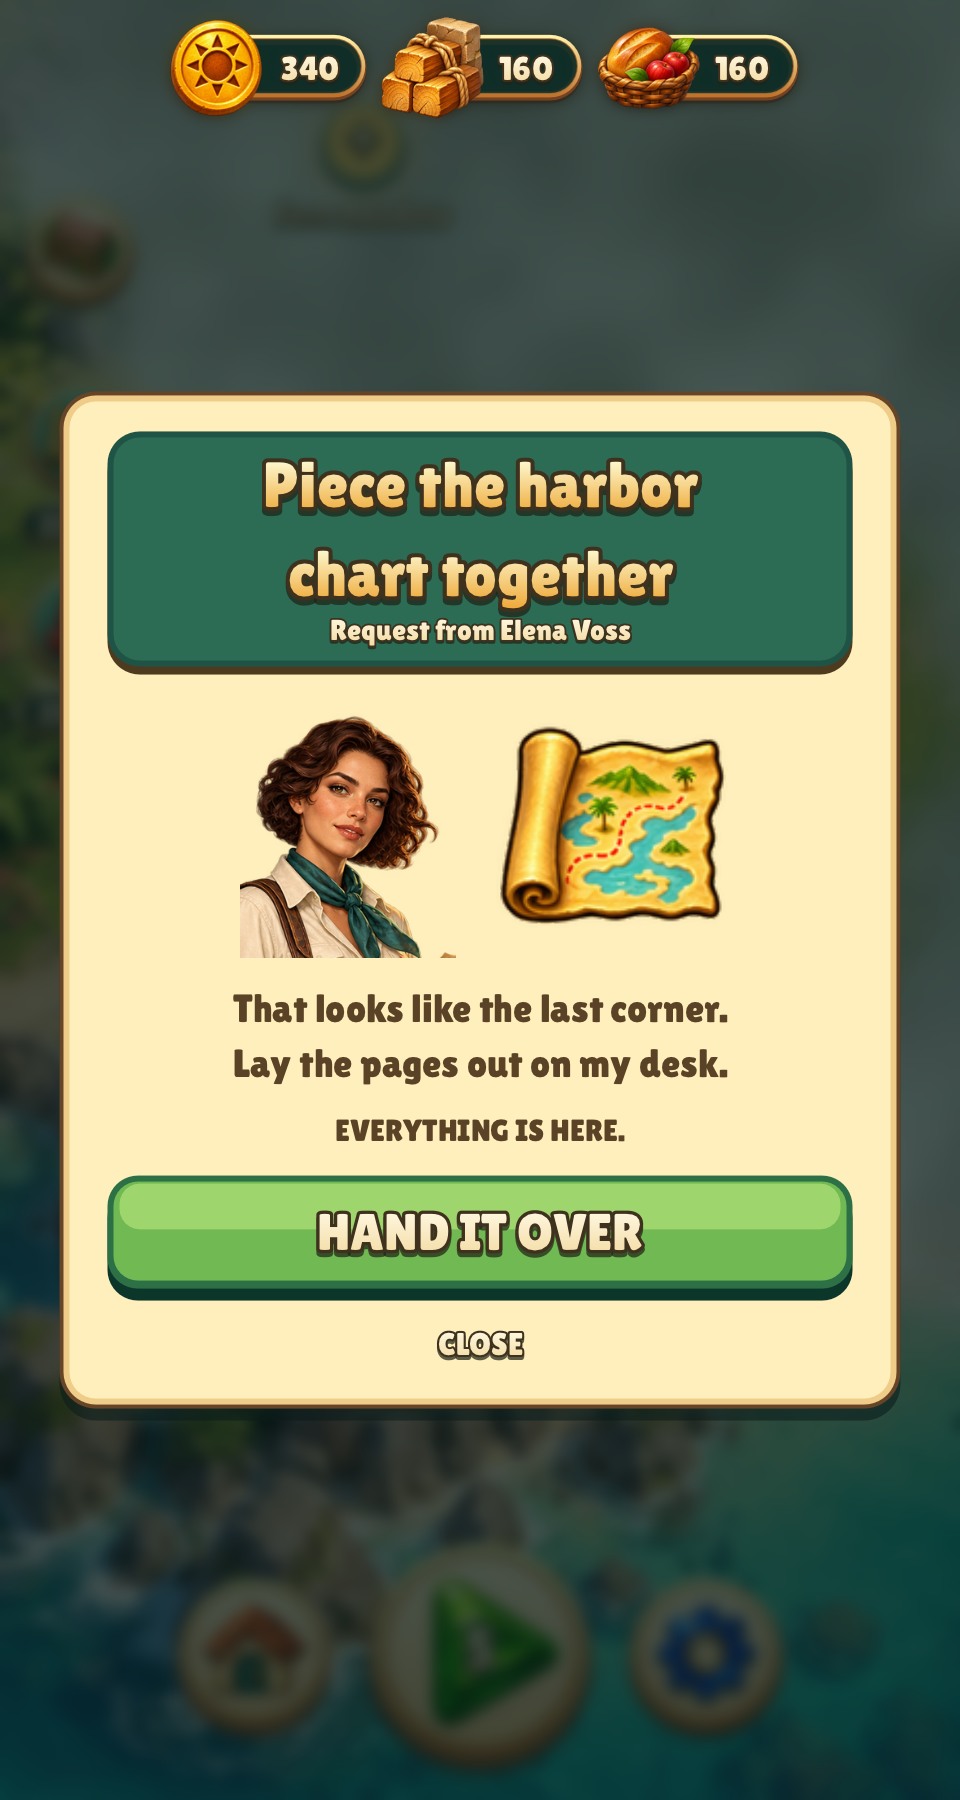 340
160
160
Piece the harbor
chart together
Request from Elena Voss
That looks like the last corner.
Lay the pages out on my desk.
EVERYTHING IS HERE.
HAND IT OVER
CLOSE